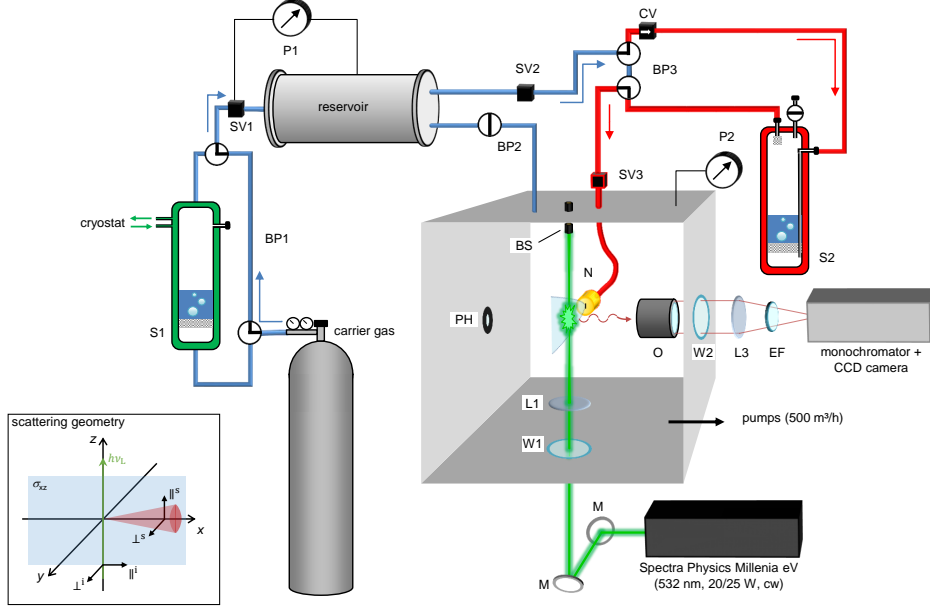 CV
P1
SV2
BP3
reservoir
SV1
BP2
P2
SV3
cryostat
BP1
BS
S2
N
S1
carrier gas
PH
O
W2
L3
EF
monochromator +
CCD camera
L1
pumps (500 m³/h)
W1
scattering geometry
z
hν_L
σ_xz
∥ˢ
⊥ˢ
x
y
⊥ⁱ
∥ⁱ
M
M
Spectra Physics Millenia eV
(532 nm, 20/25 W, cw)